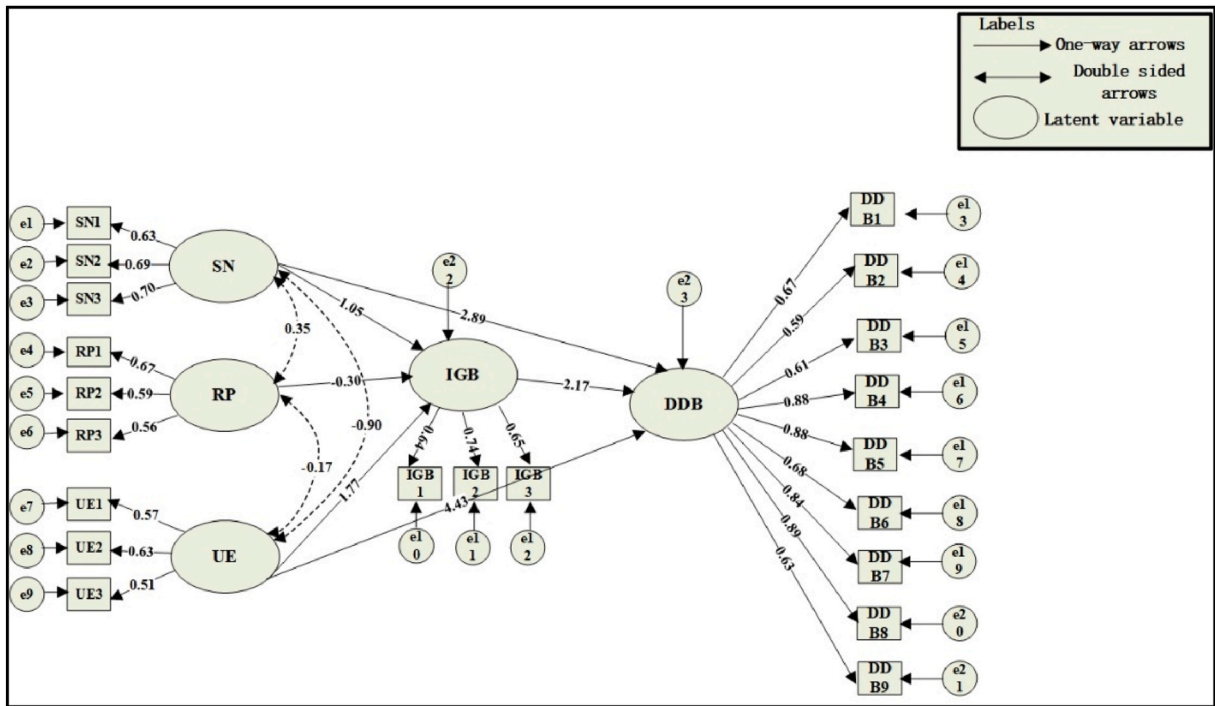 Labels
One-way arrows
Double sided
arrows
Latent variable
e1
SN1
0.63
e2
SN2
0.69
e3
SN3
0.70
SN
e4
RP1
0.67
e5
RP2
0.59
e6
RP3
0.56
RP
e7
UE1
0.57
e8
UE2
0.63
e9
UE3
0.51
UE
0.35
-0.90
-0.17
1.05
2.89
-0.30
1.77
4.43
e2
2
IGB
2.17
0.64
0.74
0.65
IGB
1
IGB
2
IGB
3
e1
0
e1
1
e1
2
e2
3
DDB
0.67
0.59
0.61
0.88
0.88
0.68
0.84
0.89
0.63
DD
B1
e1
3
DD
B2
e1
4
DD
B3
e1
5
DD
B4
e1
6
DD
B5
e1
7
DD
B6
e1
8
DD
B7
e1
9
DD
B8
e2
0
DD
B9
e2
1